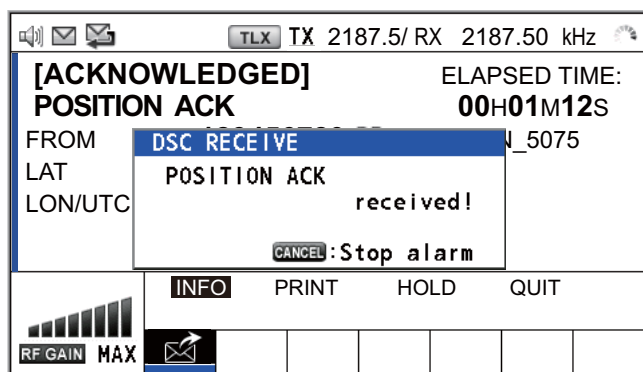 TLX TX 2187.5/ RX 2187.50 kHz
[ACKNOWLEDGED] ELAPSED TIME:
POSITION ACK 00H01M12S
FROM N_5075
LAT
LON/UTC
DSC RECEIVE
POSITION ACK
received!
CANCEL:Stop alarm
INFO PRINT HOLD QUIT
RF GAIN MAX